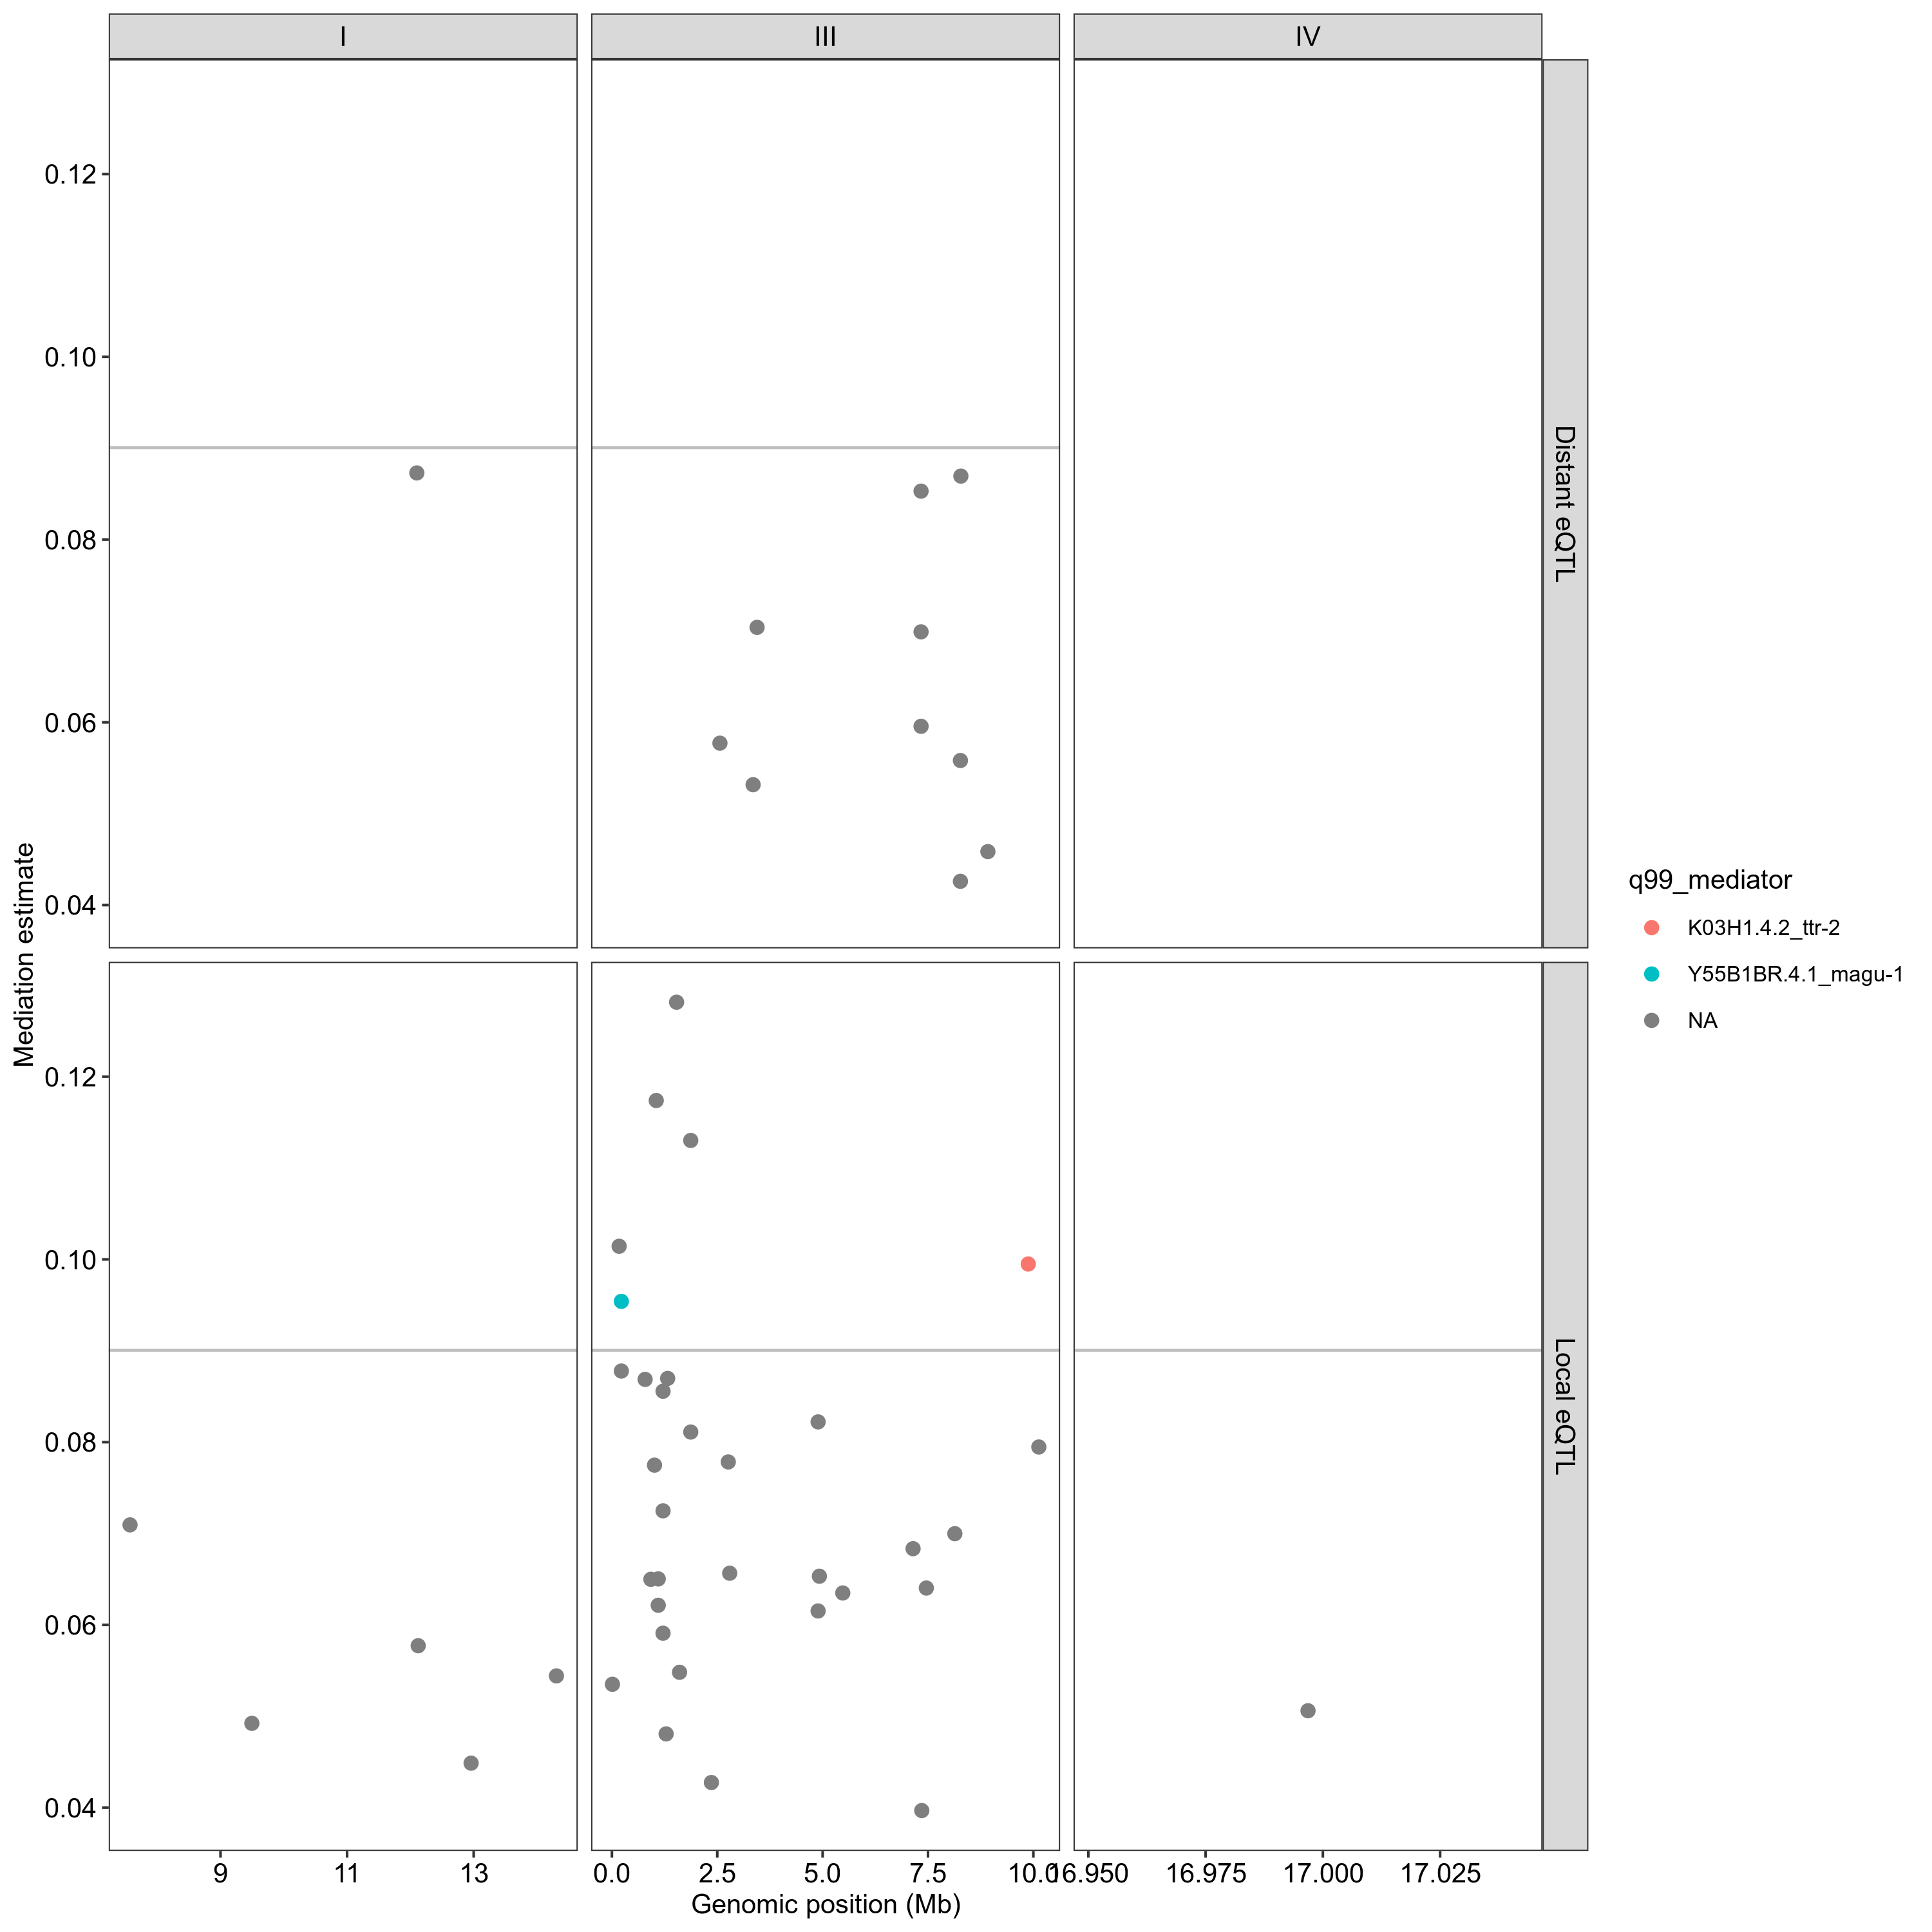 I
III
IV
0.12
0.10
0.08
0.06
0.04
Distant eQTL
Mediation estimate
0.12
0.10
0.08
0.06
0.04
Local eQTL
9
11
13
0.0
2.5
5.0
7.5
10.0
16.950
16.975
17.000
17.025
Genomic position (Mb)
q99_mediator
K03H1.4.2_ttr-2
Y55B1BR.4.1_magu-1
NA